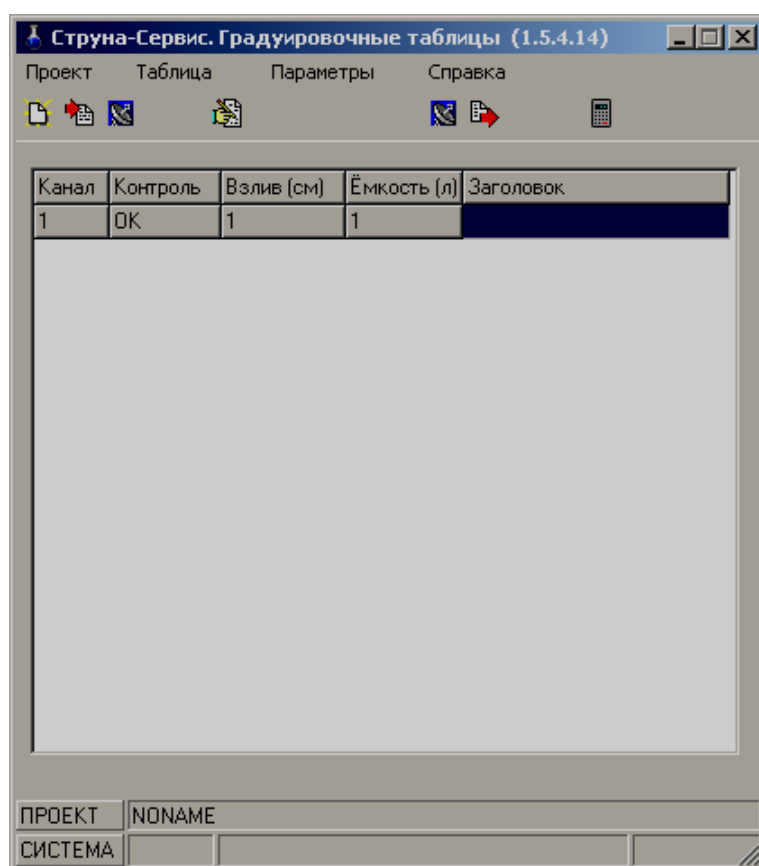 Струна-Сервис. Градуировочные таблицы (1.5.4.14)
Проект Таблица Параметры Справка
Канал Контроль Взлив (см) Ёмкость (л) Заголовок
1 OK 1 1
ПРОЕКТ NONAME
СИСТЕМА